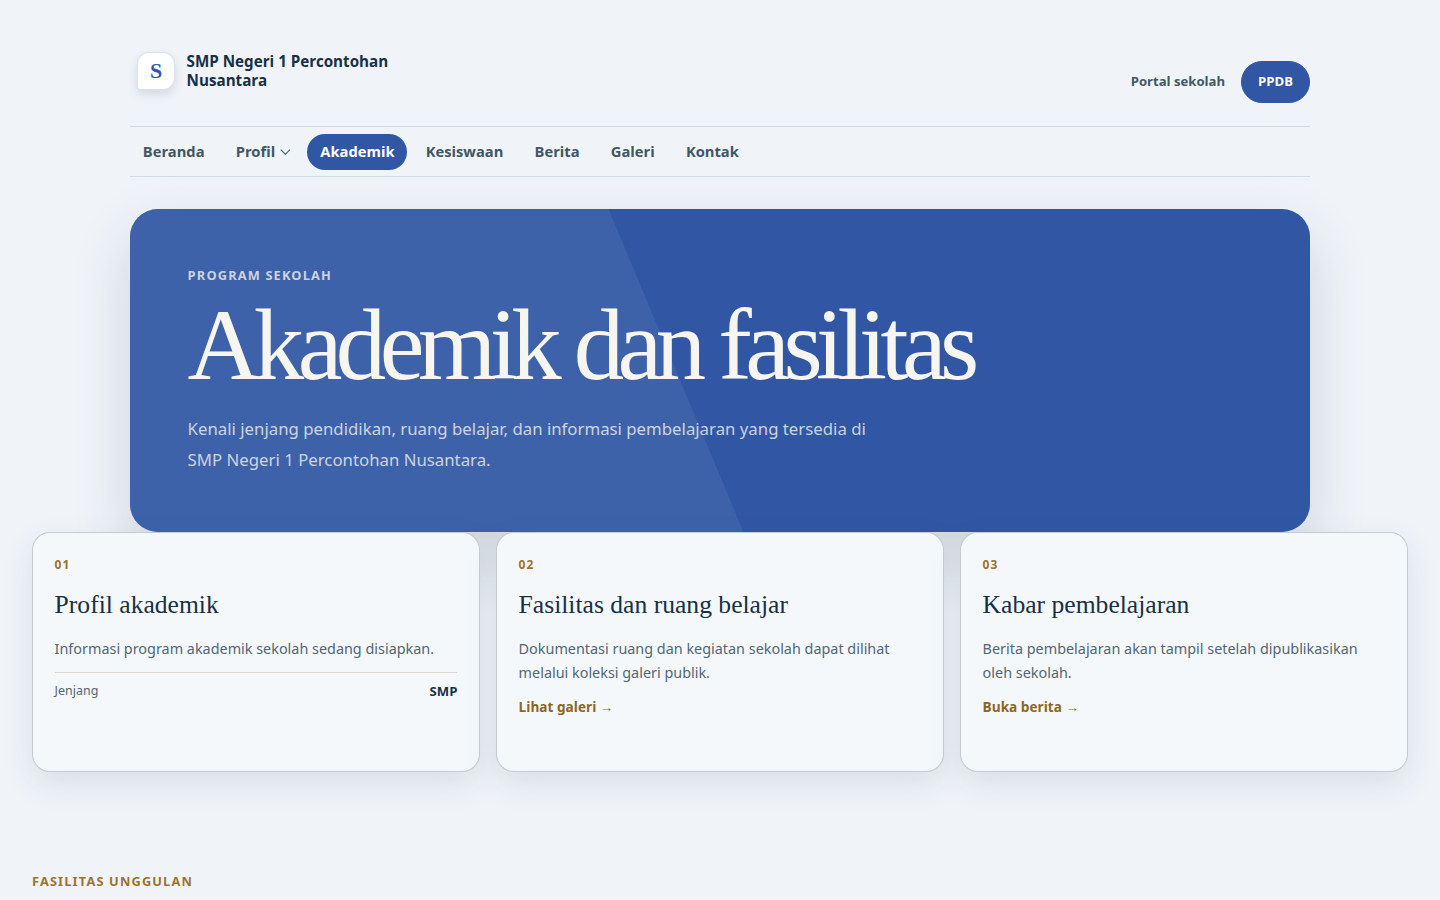 S
SMP Negeri 1 Percontohan
Nusantara
Portal sekolah
PPDB
Beranda
Profil
Akademik
Kesiswaan
Berita
Galeri
Kontak
PROGRAM SEKOLAH
Akademik dan fasilitas
Kenali jenjang pendidikan, ruang belajar, dan informasi pembelajaran yang tersedia di
SMP Negeri 1 Percontohan Nusantara.
01
Profil akademik
Informasi program akademik sekolah sedang disiapkan.
Jenjang
SMP
02
Fasilitas dan ruang belajar
Dokumentasi ruang dan kegiatan sekolah dapat dilihat
melalui koleksi galeri publik.
Lihat galeri →
03
Kabar pembelajaran
Berita pembelajaran akan tampil setelah dipublikasikan
oleh sekolah.
Buka berita →
FASILITAS UNGGULAN